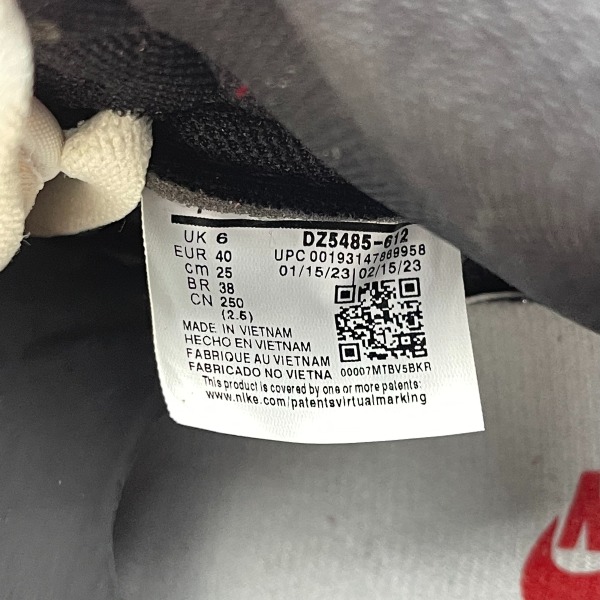 UK 6
EUR 40
cm 25
BR 38
CN 250
(2.5)
DZ5485-612
UPC 00193147869958
01/15/23|02/15/23
MADE IN VIETNAM
HECHO EN VIETNAM
FABRIQUE AU VIETNAM
FABRICADO NO VIETNA
00007MTBV5BKR
This product is covered by one or more patents:
www.nike.com/patentsvirtualmarking